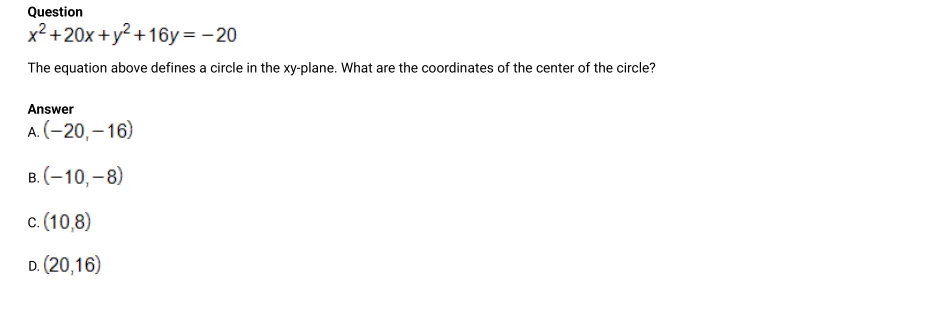 Question
x²+20x+y²+16y=−20
The equation above defines a circle in the xy-plane. What are the coordinates of the center of the circle?
Answer
A. (−20,−16)
B. (−10,−8)
C. (10,8)
D. (20,16)